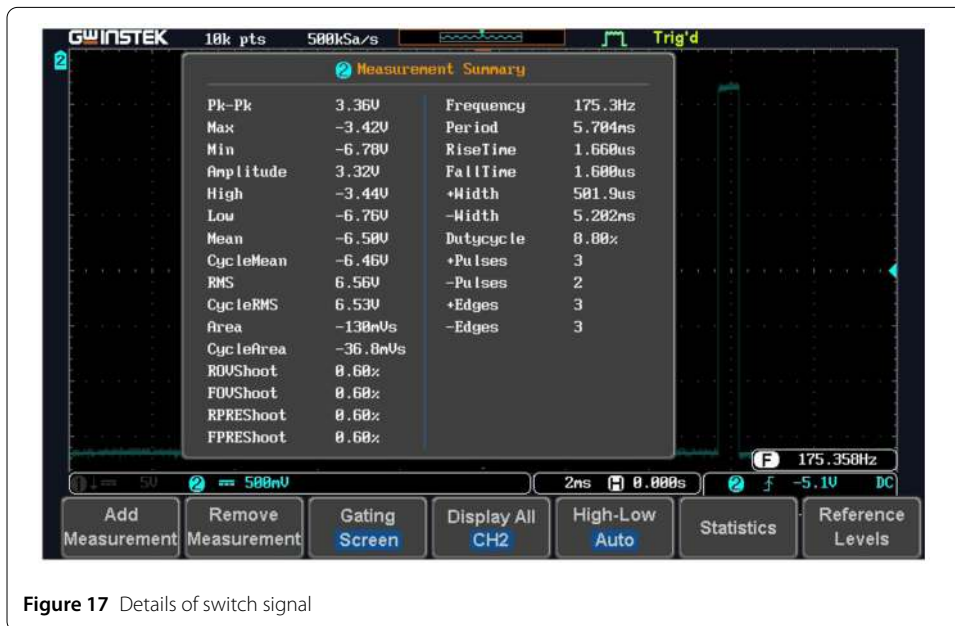 GWINSTEK 10k pts 500kSa/s Trig'd
2
2 Measurement Summary
Pk-Pk 3.36V Frequency 175.3Hz
Max -3.42V Period 5.704ms
Min -6.78V RiseTime 1.660us
Amplitude 3.32V FallTime 1.600us
High -3.44V +Width 501.9us
Low -6.76V -Width 5.202ms
Mean -6.50V Dutycycle 8.80%
CycleMean -6.46V +Pulses 3
RMS 6.56V -Pulses 2
CycleRMS 6.53V +Edges 3
Area -130mVs -Edges 3
CycleArea -36.8mVs
ROVShoot 0.60%
FOVShoot 0.60%
RPREShoot 0.60%
FPREShoot 0.60%
F 175.358Hz
1 5V 2 500mV 2ms H 0.000s 2 -5.1V DC
Add Measurement Remove Measurement Gating Screen Display All CH2 High-Low Auto Statistics Reference Levels
Figure 17 Details of switch signal